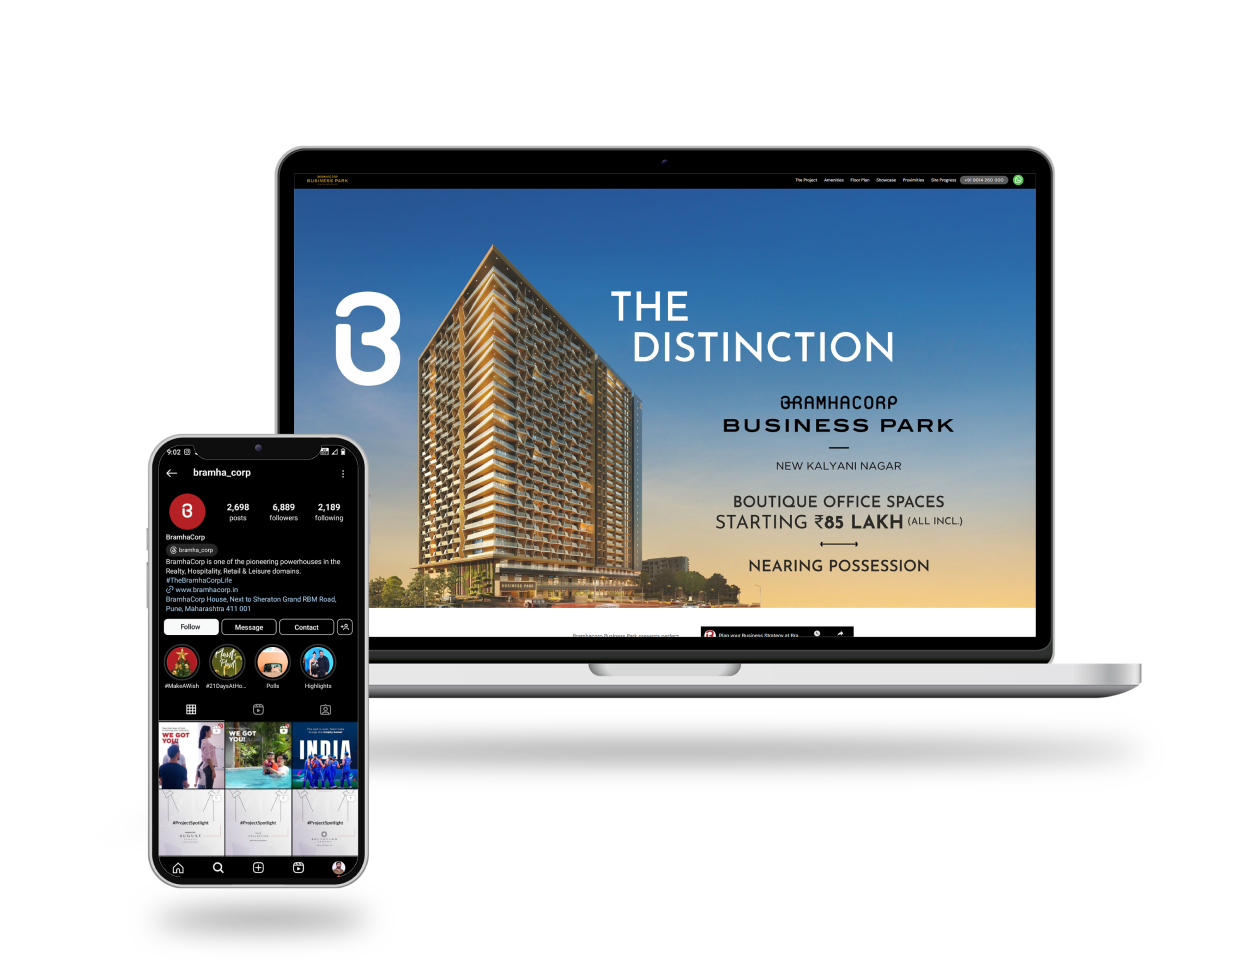 BRAMHACORP
BUSINESS PARK
The Project Amenities Floor Plan Showcase Proximities Site Progress +91 9014 260 000
THE
DISTINCTION
BRAMHACORP
BUSINESS PARK
NEW KALYANI NAGAR
BOUTIQUE OFFICE SPACES
STARTING ₹85 LAKH (ALL INCL.)
NEARING POSSESSION
BUSINESS PARK
Bramhacorp Business Park presents perfect
Plan your Business Strategy at Bra...
9:02
bramha_corp
2,698 6,889 2,189
posts followers following
BramhaCorp
bramha_corp
BramhaCorp is one of the pioneering powerhouses in the
Realty, Hospitality, Retail & Leisure domains.
#TheBramhaCorpLife
www.bramhacorp.in
BramhaCorp House, Next to Sheraton Grand RBM Road,
Pune, Maharashtra 411 001
Follow Message Contact
#MakeAWish #21DaysAtHo... Polls Highlights
WE GOT
YOU!
WE GOT
YOU!
INDIA
#ProjectSpotlight #ProjectSpotlight #ProjectSpotlight
AUGUST